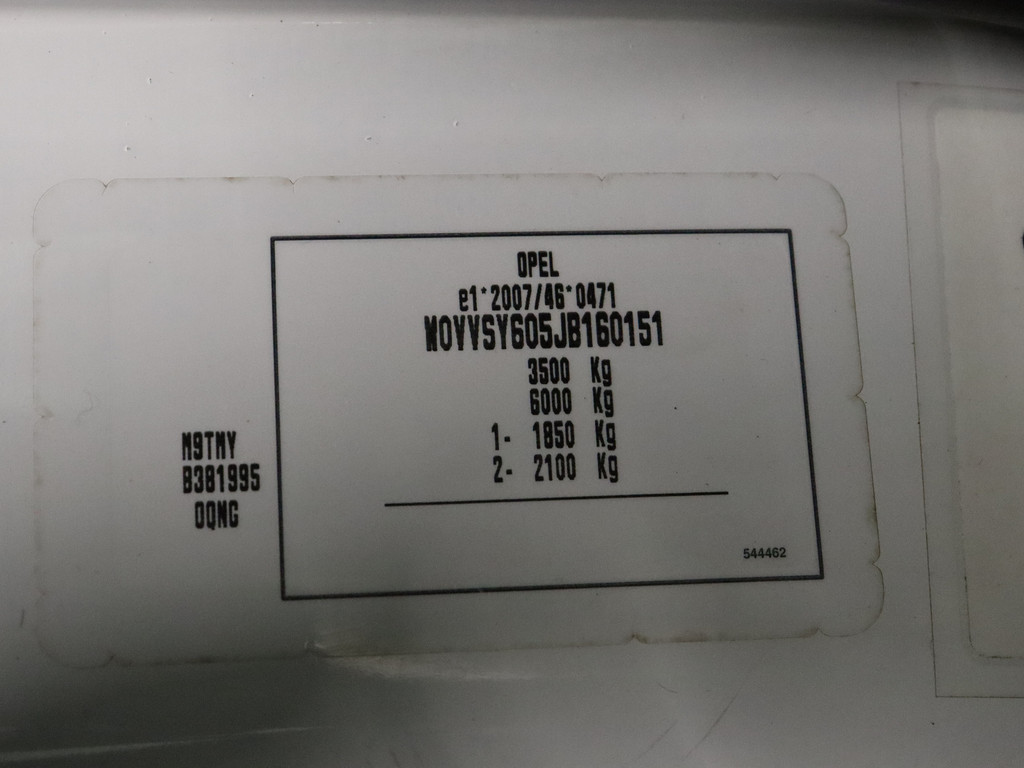 OPEL
e1*2007/46*0471
W0VVSY605JB160151
3500 Kg
6000 Kg
1- 1850 Kg
2- 2100 Kg
M9TMY
B381995
0QNG
544462